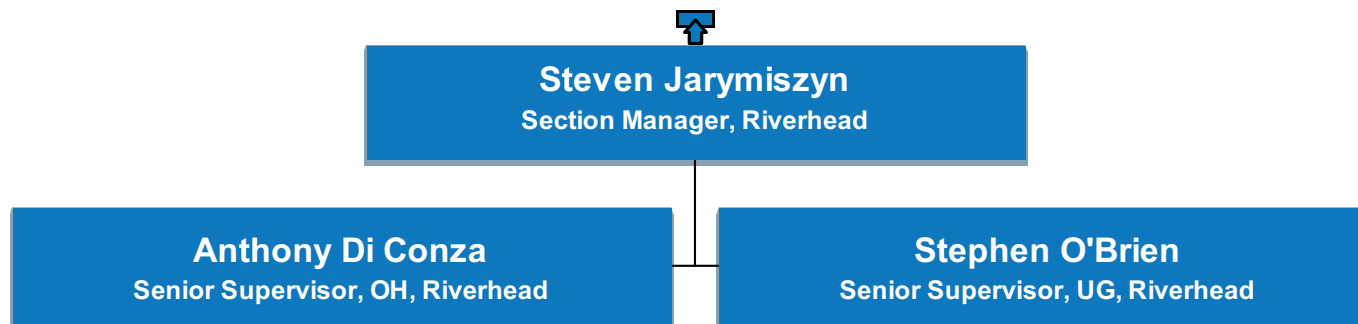 Steven Jarymiszyn
Section Manager, Riverhead
Anthony Di Conza
Senior Supervisor, OH, Riverhead
Stephen O'Brien
Senior Supervisor, UG, Riverhead